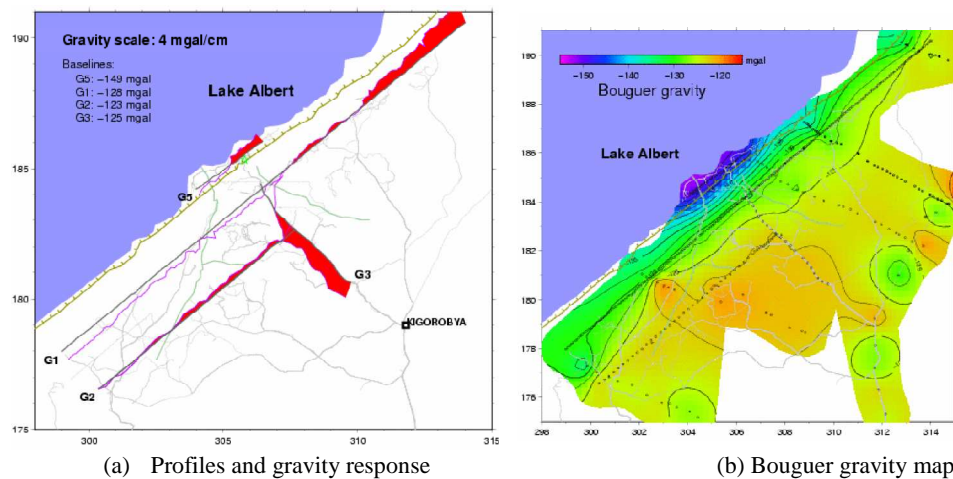 190
185
180
175
300
305
310
315
Gravity scale: 4 mgal/cm
Baselines:
G5: −149 mgal
G1: −128 mgal
G2: −123 mgal
G3: −125 mgal
Lake Albert
G5
G3
KIGOROBYA
G1
G2
(a) Profiles and gravity response
190
188
186
184
182
180
178
176
298
300
302
304
306
308
310
312
314
−150
−140
−130
−120
mgal
Bouguer gravity
Lake Albert
(b) Bouguer gravity map